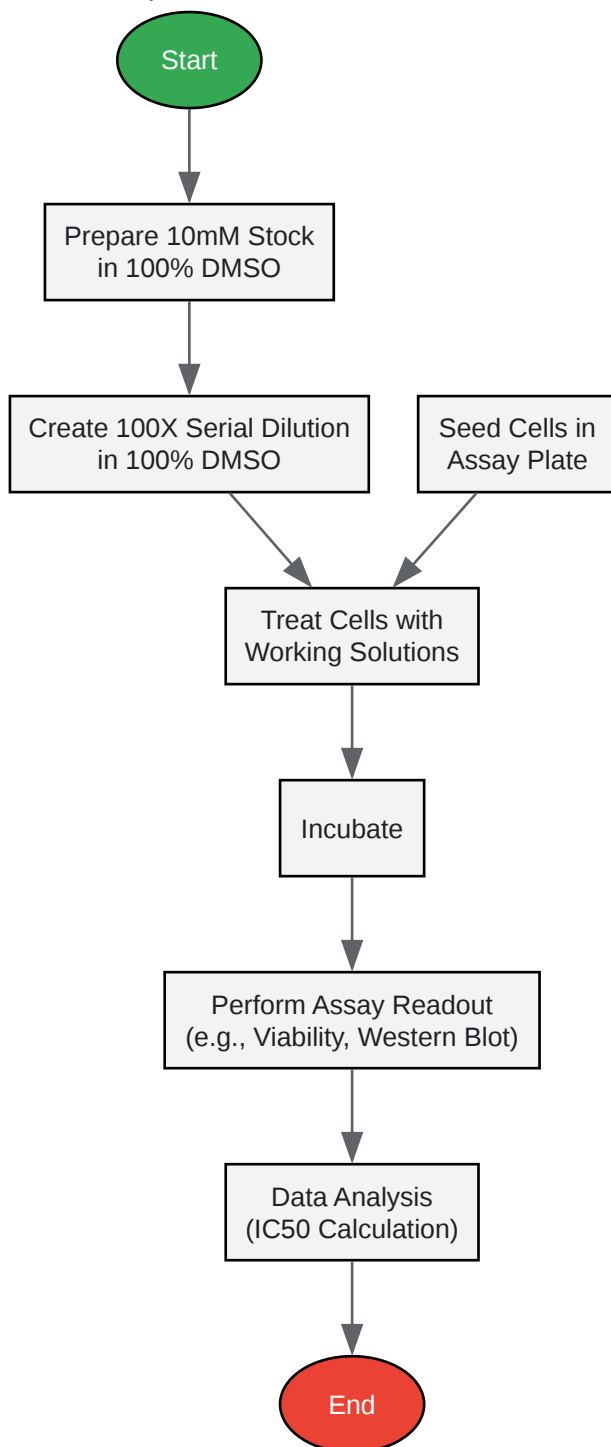 Start
Prepare 10mM Stock
in 100% DMSO
Create 100X Serial Dilution
in 100% DMSO
Seed Cells in
Assay Plate
Treat Cells with
Working Solutions
Incubate
Perform Assay Readout
(e.g., Viability, Western Blot)
Data Analysis
(IC50 Calculation)
End